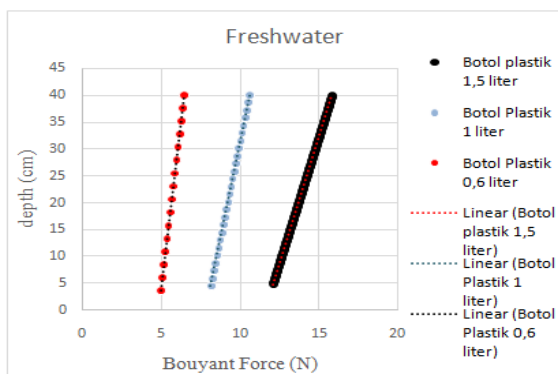 Freshwater
45
40
35
30
25
20
15
10
5
0
depth (cm)
0 5 10 15 20
Bouyant Force (N)
Botol plastik
1,5 liter
Botol Plastik
1 liter
Botol Plastik
0,6 liter
Linear (Botol
plastik 1,5
liter)
Linear (Botol
Plastik 1
liter)
Linear (Botol
Plastik 0,6
liter)